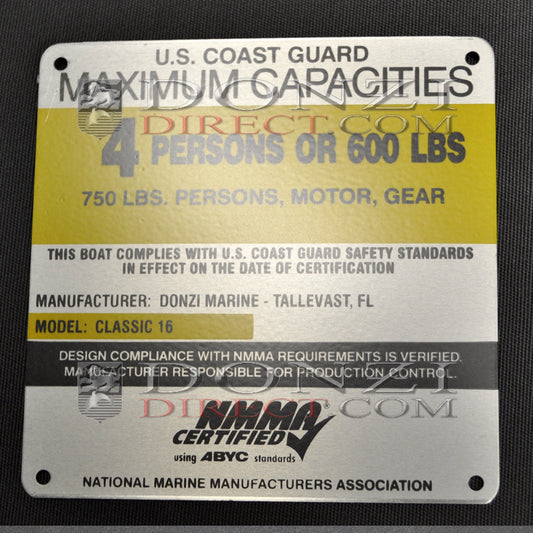 U.S. COAST GUARD
MAXIMUM CAPACITIES
DONZI
DIRECT.COM
4 PERSONS OR 600 LBS
750 LBS. PERSONS, MOTOR, GEAR
THIS BOAT COMPLIES WITH U.S. COAST GUARD SAFETY STANDARDS
IN EFFECT ON THE DATE OF CERTIFICATION
MANUFACTURER: DONZI MARINE - TALLEVAST, FL
MODEL: CLASSIC 16
DESIGN COMPLIANCE WITH NMMA REQUIREMENTS IS VERIFIED.
MANUFACTURER RESPONSIBLE FOR PRODUCTION CONTROL.
DONZI
DIRECT.COM
NMMA®
CERTIFIED
using ABYC standards
NATIONAL MARINE MANUFACTURERS ASSOCIATION